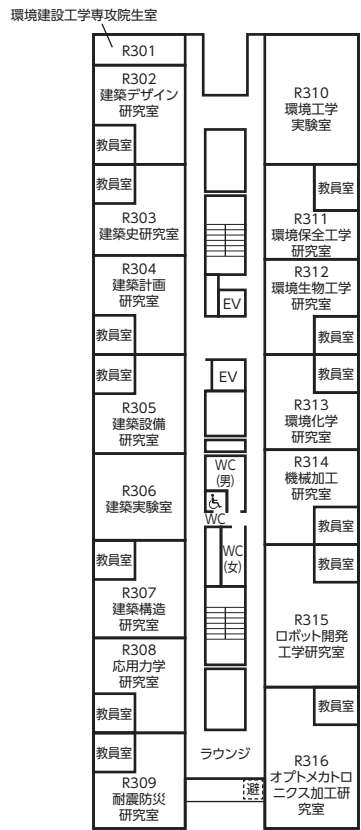 環境建設工学専攻院生室
R301
R302
建築デザイン
研究室
教員室
教員室
R303
建築史研究室
R304
建築計画
研究室
教員室
教員室
R305
建築設備
研究室
R306
建築実験室
教員室
R307
建築構造
研究室
R308
応用力学
研究室
教員室
教員室
R309
耐震防災
研究室
EV
EV
WC
(男)
WC
WC
(女)
ラウンジ
避
R310
環境工学
実験室
教員室
R311
環境保全工学
研究室
R312
環境生物工学
研究室
教員室
教員室
R313
環境化学
研究室
R314
機械加工
研究室
教員室
教員室
R315
ロボット開発
工学研究室
教員室
R316
オプトメカトロ
ニクス加工研
究室